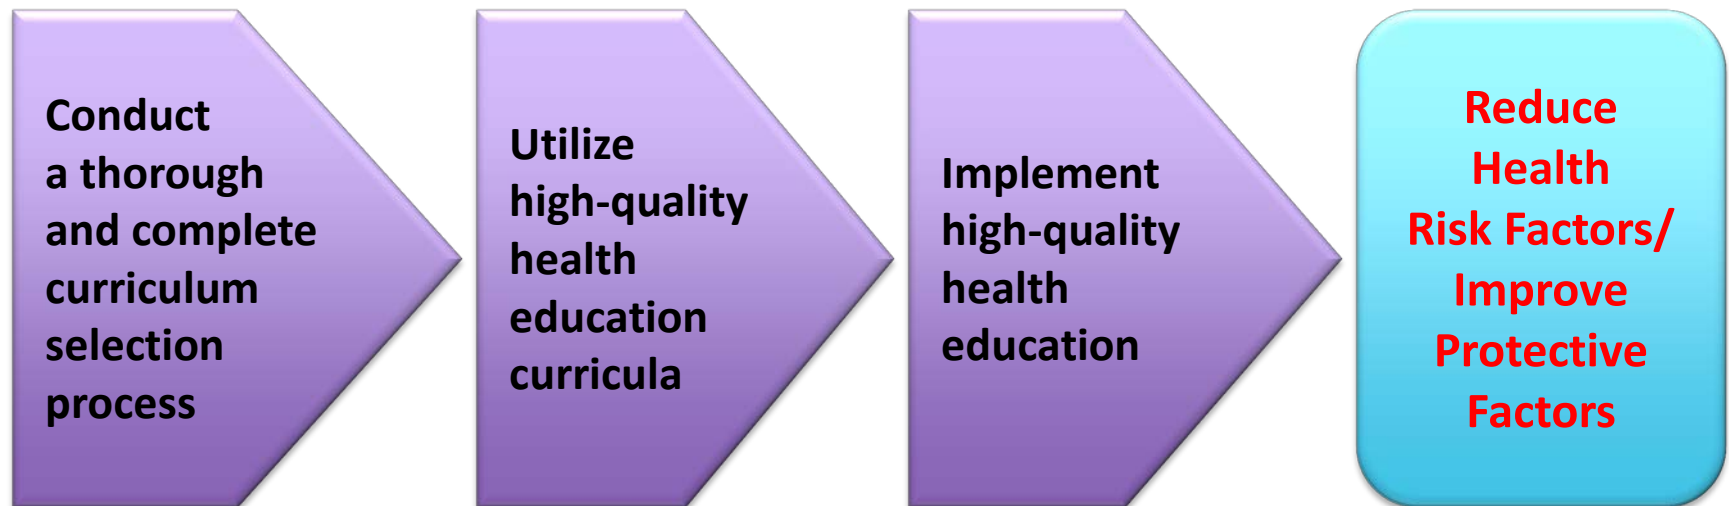 Conduct
a thorough
and complete
curriculum
selection
process
Utilize
high-quality
health
education
curricula
Implement
high-quality
health
education
Reduce
Health
Risk Factors/
Improve
Protective
Factors